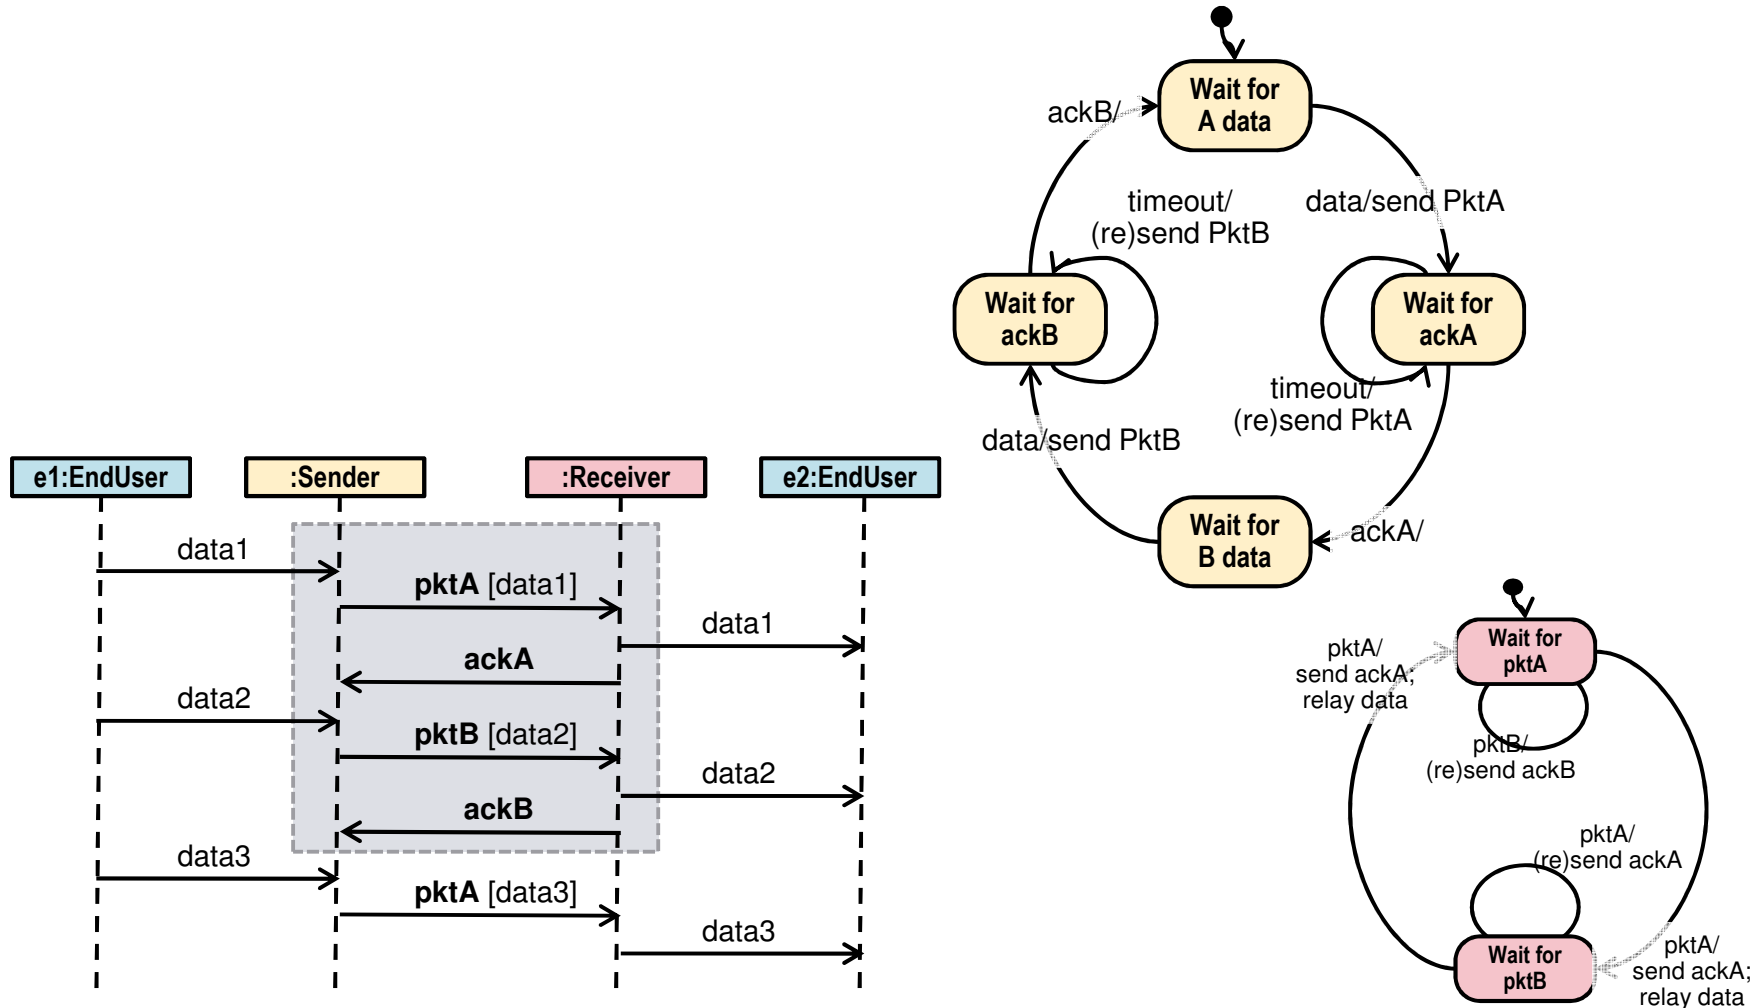 Wait for
A data
ackB/
timeout/
(re)send PktB
data/send PktA
Wait for
ackB
Wait for
ackA
timeout/
(re)send PktA
data/send PktB
Wait for
B data
ackA/
e1:EndUser
:Sender
:Receiver
e2:EndUser
data1
pktA [data1]
data1
ackA
data2
pktB [data2]
data2
ackB
data3
pktA [data3]
data3
Wait for
pktA
pktA/
send ackA;
relay data
pktB/
(re)send ackB
pktA/
(re)send ackA
Wait for
pktB
pktA/
send ackA;
relay data